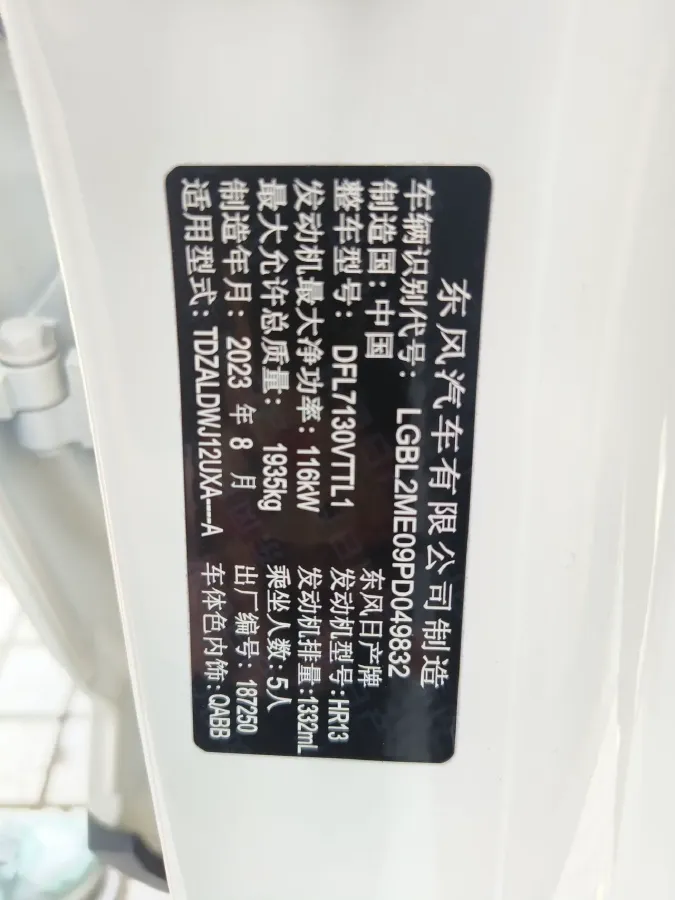 东风汽车有限公司制造
车辆识别代号：LGBL2ME09PD049832
制造国：中国 东风日产牌
整车型号：DFL7130VTTL1 发动机型号：HR13
发动机最大净功率：116kW 发动机排量：1332mL
最大允许总质量：1935kg 乘坐人数：5人
制造年月：2023 年 8 月 出厂编号：187250
适用型式：TDZALDWJ12UXA----A 车体色内饰：QABB